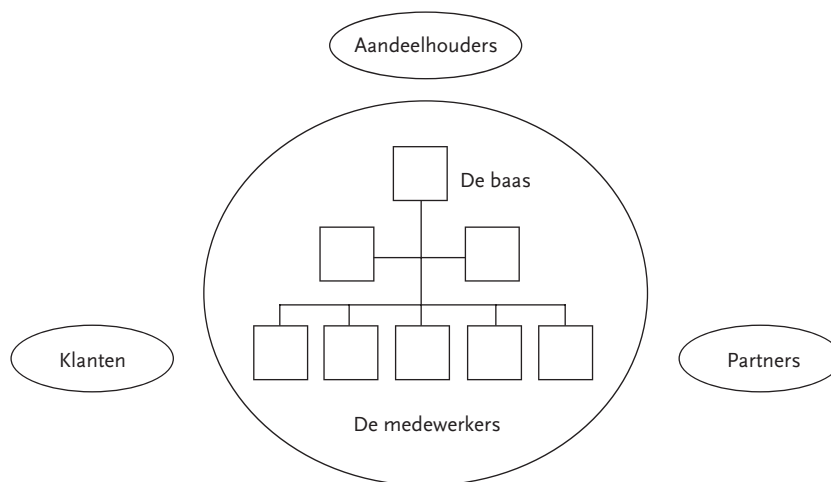 Aandeelhouders
De baas
Klanten
Partners
De medewerkers